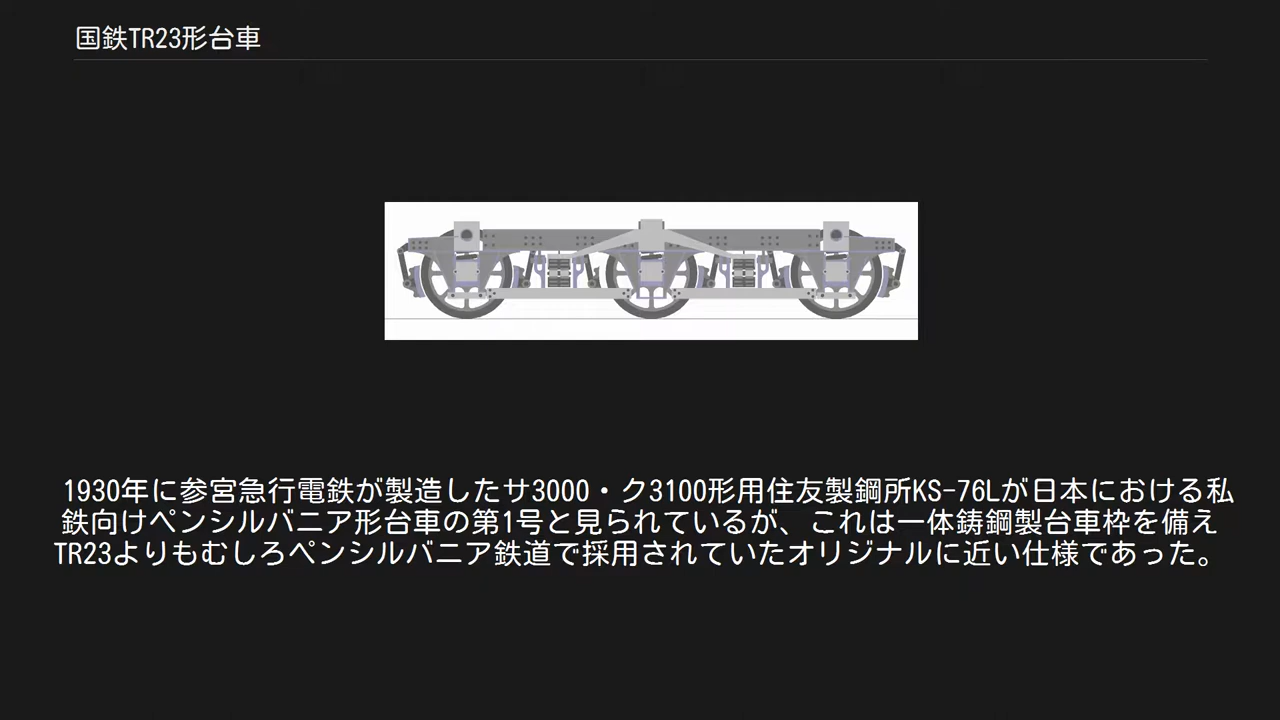 国鉄TR23形台車
1930年に参宮急行電鉄が製造したサ3000・ク3100形用住友製鋼所KS-76Lが日本における私
鉄向けペンシルバニア形台車の第1号と見られているが、これは一体鋳鋼製台車枠を備え
TR23よりもむしろペンシルバニア鉄道で採用されていたオリジナルに近い仕様であった。